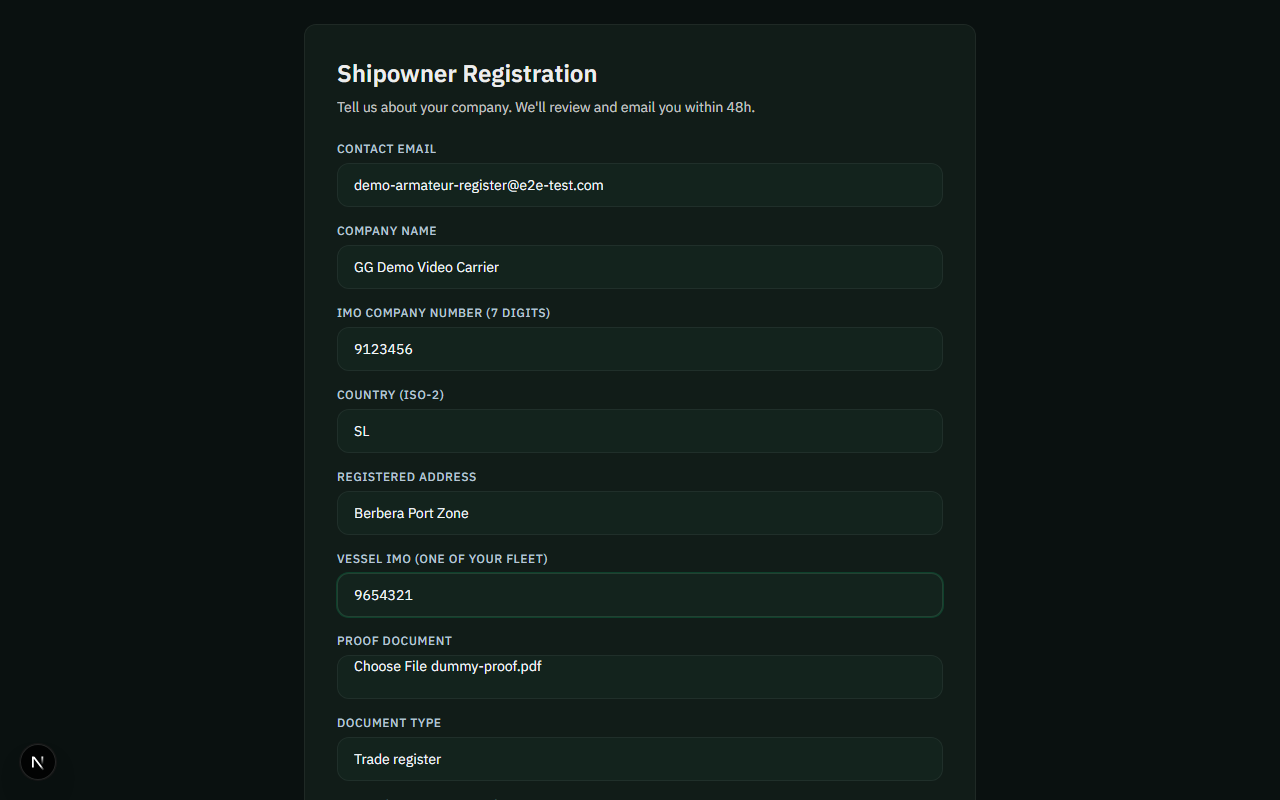 Shipowner Registration
Tell us about your company. We'll review and email you within 48h.
CONTACT EMAIL
demo-armateur-register@e2e-test.com
COMPANY NAME
GG Demo Video Carrier
IMO COMPANY NUMBER (7 DIGITS)
9123456
COUNTRY (ISO-2)
SL
REGISTERED ADDRESS
Berbera Port Zone
VESSEL IMO (ONE OF YOUR FLEET)
9654321
PROOF DOCUMENT
Choose File dummy-proof.pdf
DOCUMENT TYPE
Trade register
N